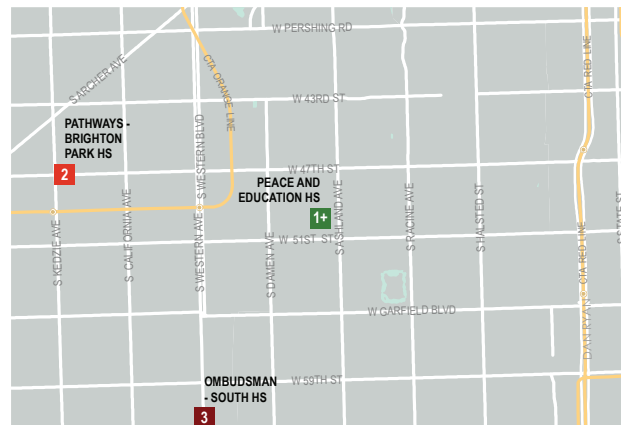 W PERSHING RD
S ARCHER AVE
CTA ORANGE LINE
CTA RED LINE
W 43RD ST
PATHWAYS -
BRIGHTON
PARK HS
2
S WESTERN BLVD
W 47TH ST
PEACE AND
EDUCATION HS
1+
S KEDZIE AVE
S CALIFORNIA AVE
S WESTERN AVE
S DAMEN AVE
S ASHLAND AVE
S RACINE AVE
S HALSTED ST
S STATE ST
W 51ST ST
CTA RED LINE
DAN RYAN
W GARFIELD BLVD
OMBUDSMAN
- SOUTH HS
W 59TH ST
3